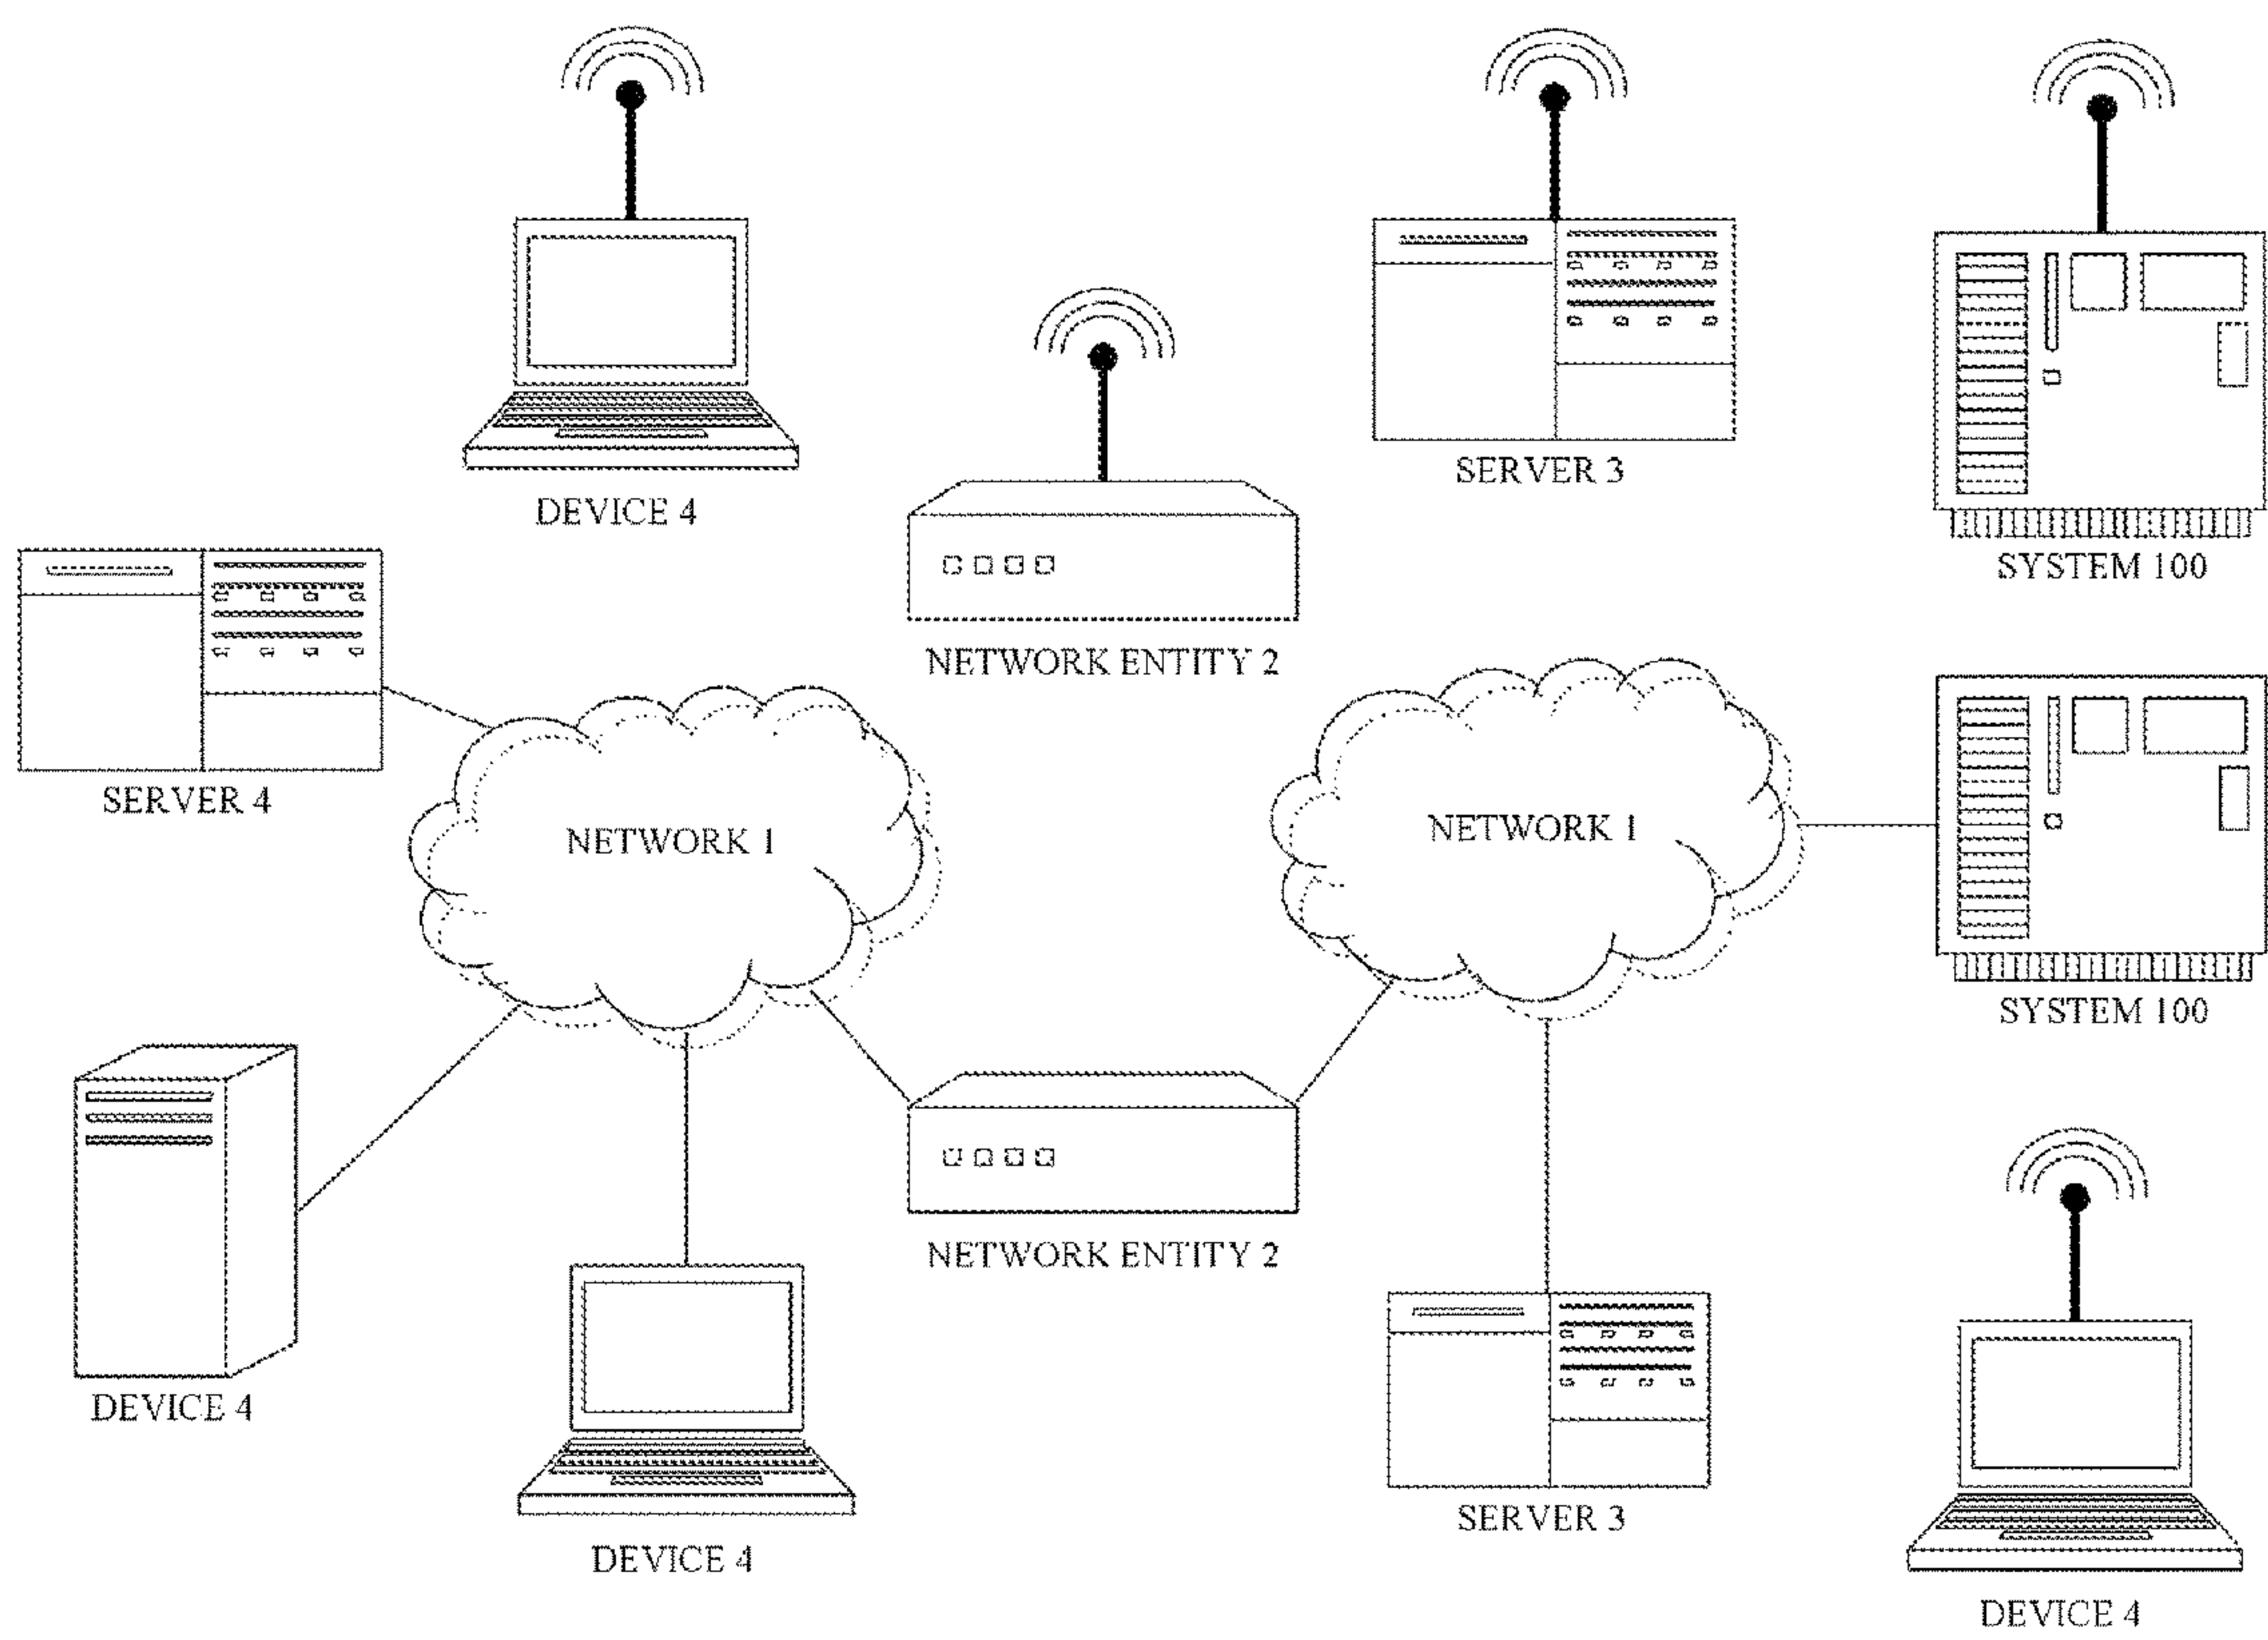 SERVER 3
DEVICE 4
SYSTEM 100
NETWORK ENTITY 2
SERVER 4
NETWORK 1
NETWORK 1
SYSTEM 100
NETWORK ENTITY 2
DEVICE 4
SERVER 3
DEVICE 4
DEVICE 4